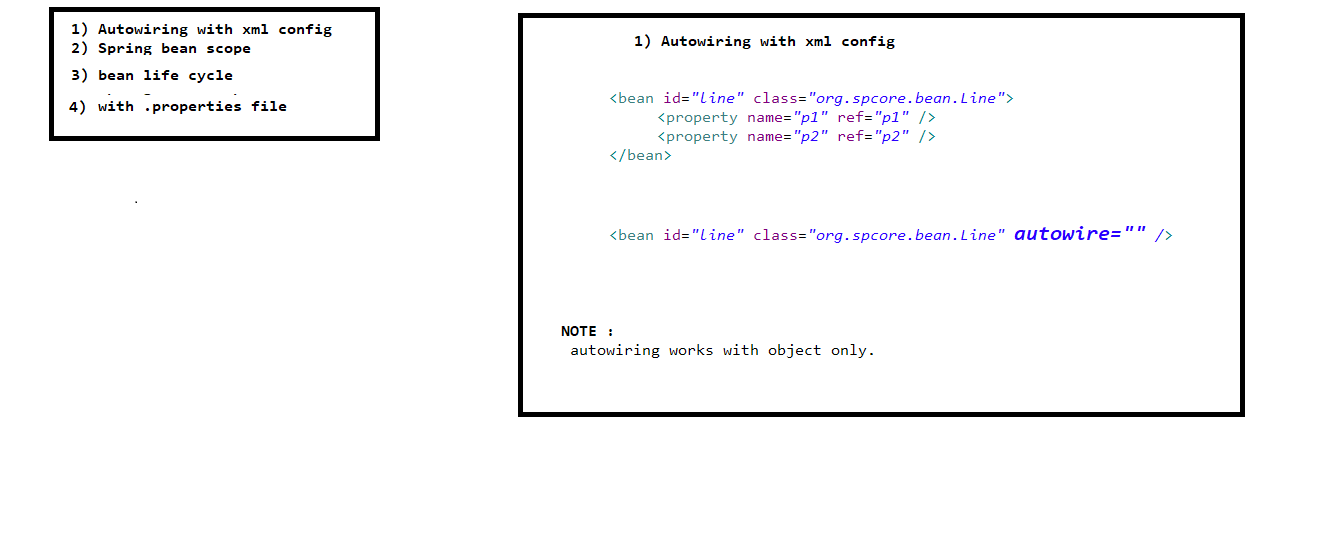 1) Autowiring with xml config
2) Spring bean scope
3) bean life cycle
4) with .properties file
1) Autowiring with xml config
<bean id="line" class="org.spcore.bean.Line">
<property name="p1" ref="p1" />
<property name="p2" ref="p2" />
</bean>
<bean id="line" class="org.spcore.bean.Line" autowire="" />
NOTE :
autowiring works with object only.